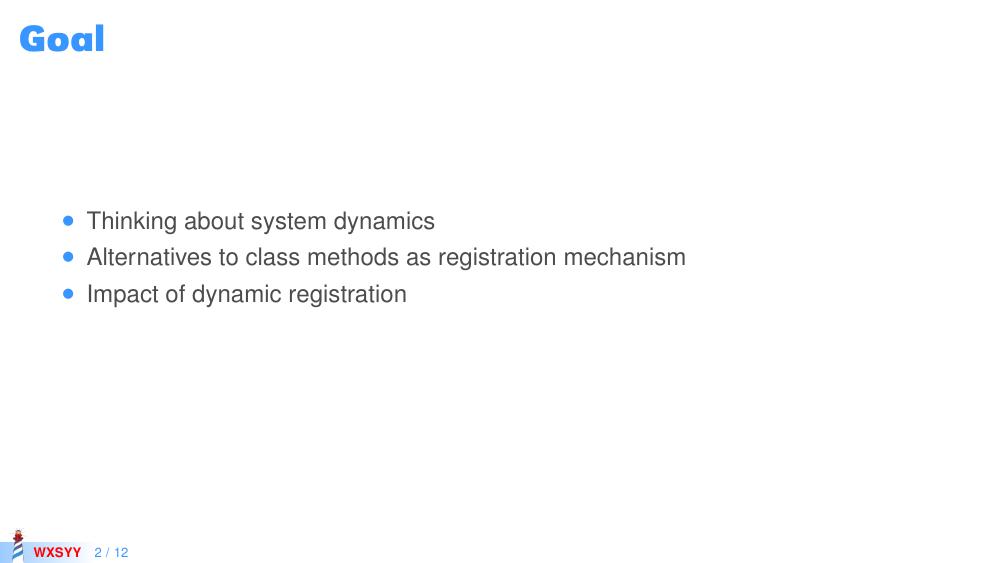 Goal
Thinking about system dynamics
Alternatives to class methods as registration mechanism
Impact of dynamic registration
WXSYY 2 / 12